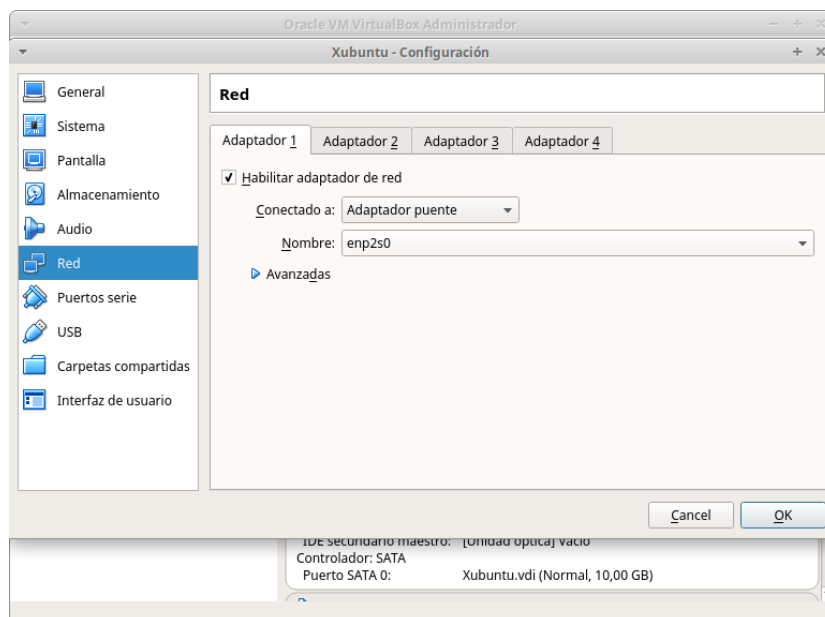 Oracle VM VirtualBox Administrador
Xubuntu - Configuración
General
Sistema
Pantalla
Almacenamiento
Audio
Red
Puertos serie
USB
Carpetas compartidas
Interfaz de usuario
Red
Adaptador 1 Adaptador 2 Adaptador 3 Adaptador 4
Habilitar adaptador de red
Conectado a: Adaptador puente
Nombre: enp2s0
Avanzadas
Cancel OK
IDE secundario maestro: [Unidad óptica] Vacío
Controlador: SATA
Puerto SATA 0: Xubuntu.vdi (Normal, 10,00 GB)